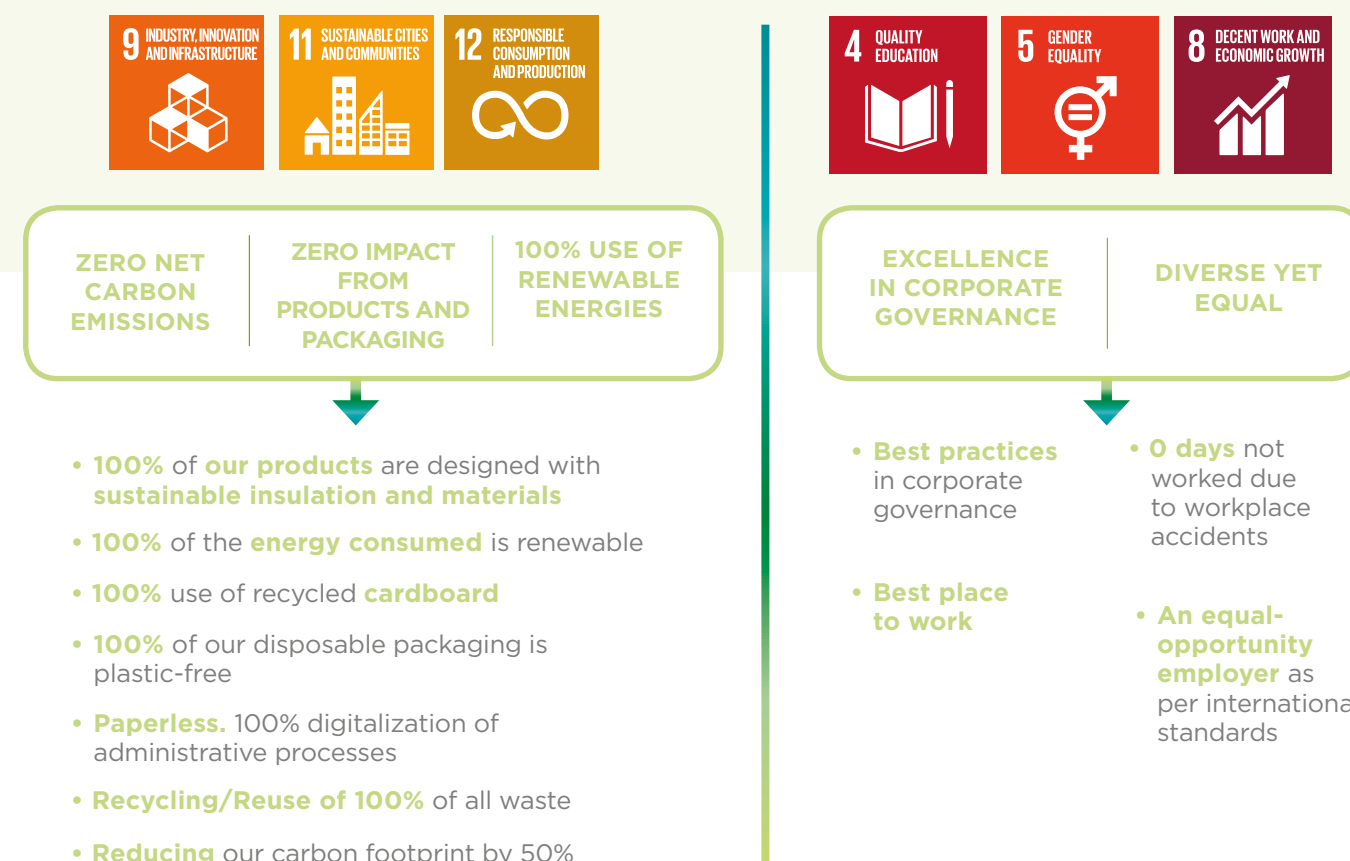 9 INDUSTRY, INNOVATION
AND INFRASTRUCTURE
11 SUSTAINABLE CITIES
AND COMMUNITIES
12 RESPONSIBLE
CONSUMPTION
AND PRODUCTION
ZERO NET
CARBON
EMISSIONS
ZERO IMPACT
FROM
PRODUCTS AND
PACKAGING
100% USE OF
RENEWABLE
ENERGIES
• 100% of our products are designed with
sustainable insulation and materials
• 100% of the energy consumed is renewable
• 100% use of recycled cardboard
• 100% of our disposable packaging is
plastic-free
• Paperless. 100% digitalization of
administrative processes
• Recycling/Reuse of 100% of all waste
• Reducing our carbon footprint by 50%
4 QUALITY
EDUCATION
5 GENDER
EQUALITY
8 DECENT WORK AND
ECONOMIC GROWTH
EXCELLENCE
IN CORPORATE
GOVERNANCE
DIVERSE YET
EQUAL
• Best practices
in corporate
governance
• Best place
to work
• 0 days not
worked due
to workplace
accidents
• An equal-
opportunity
employer as
per internationa
standards